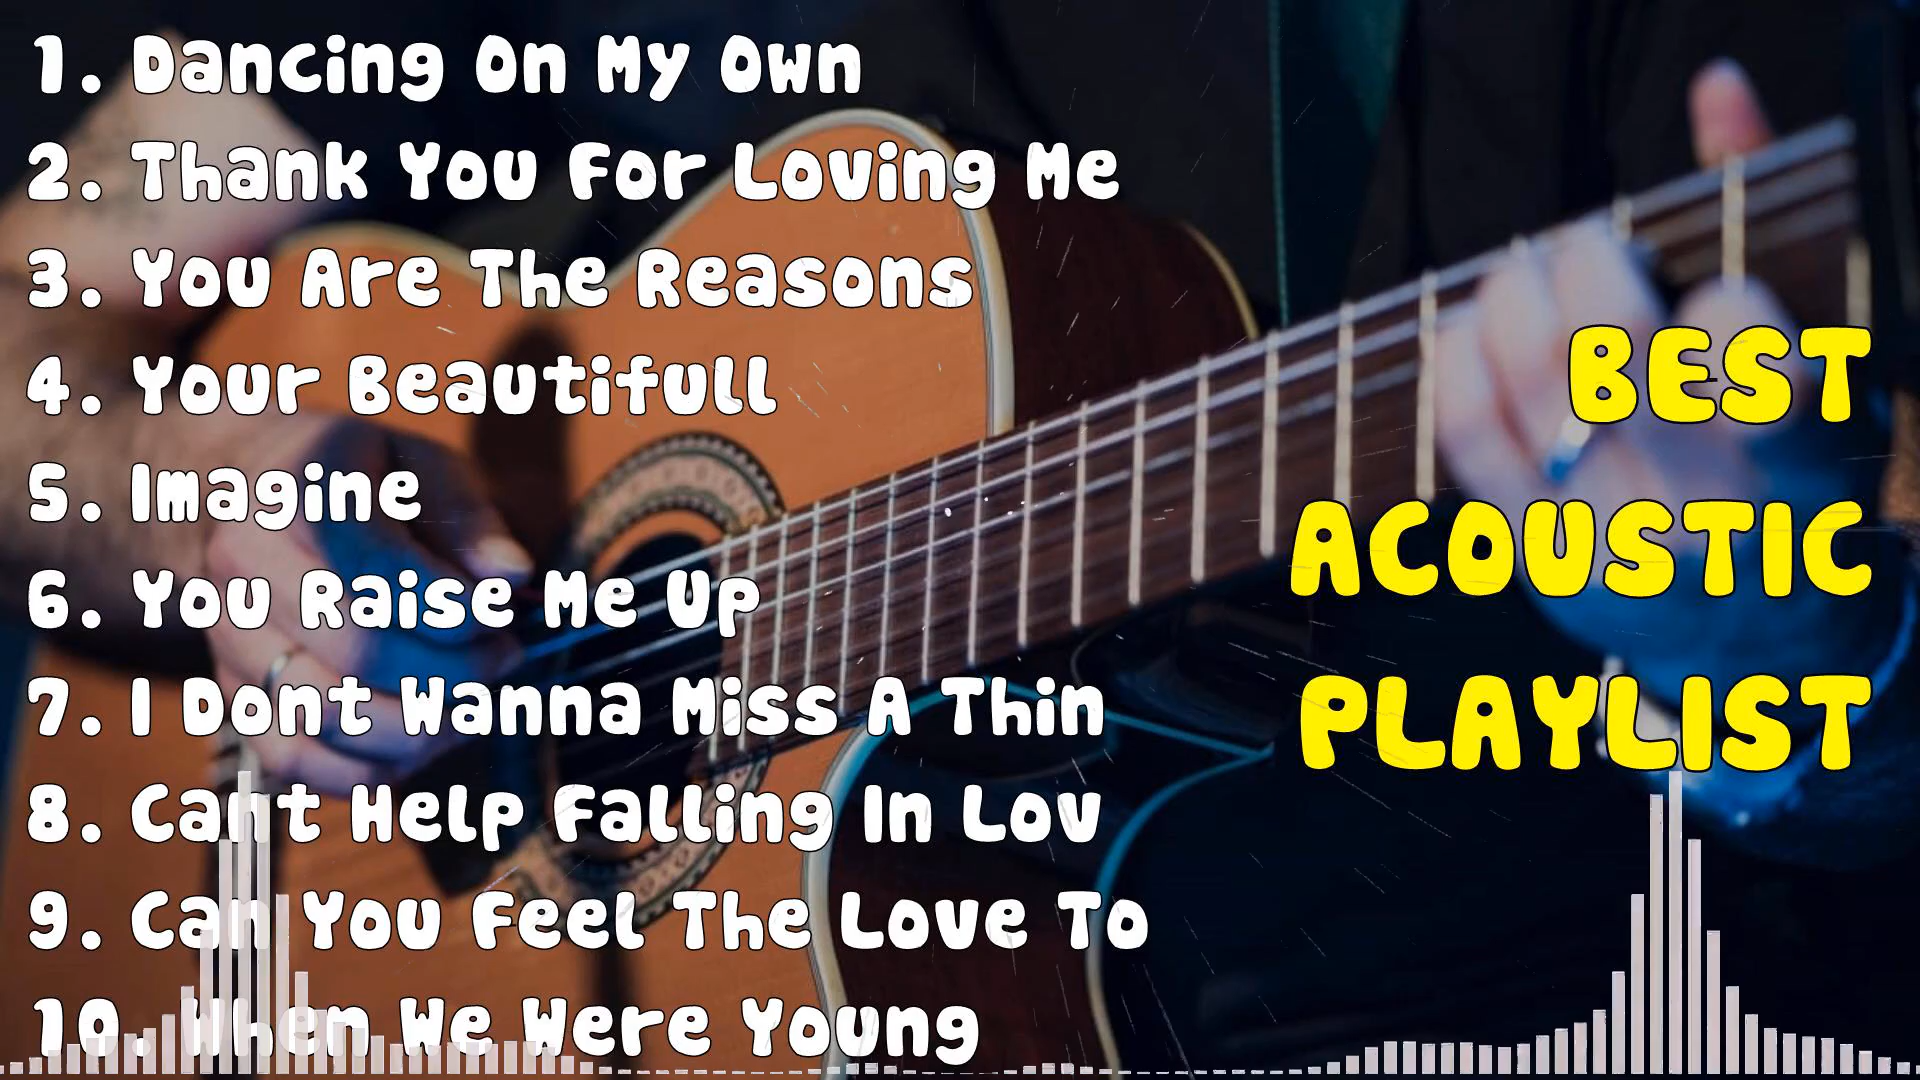 1. Dancing On My Own
2. Thank You For Loving Me
3. You Are The Reasons
4. Your Beautifull
5. Imagine
6. You Raise Me Up
7. I Dont Wanna Miss A Thin
8. Can't Help Falling In Lov
9. Can You Feel The Love To
10. When We Were Young
BEST
ACOUSTIC
PLAYLIST